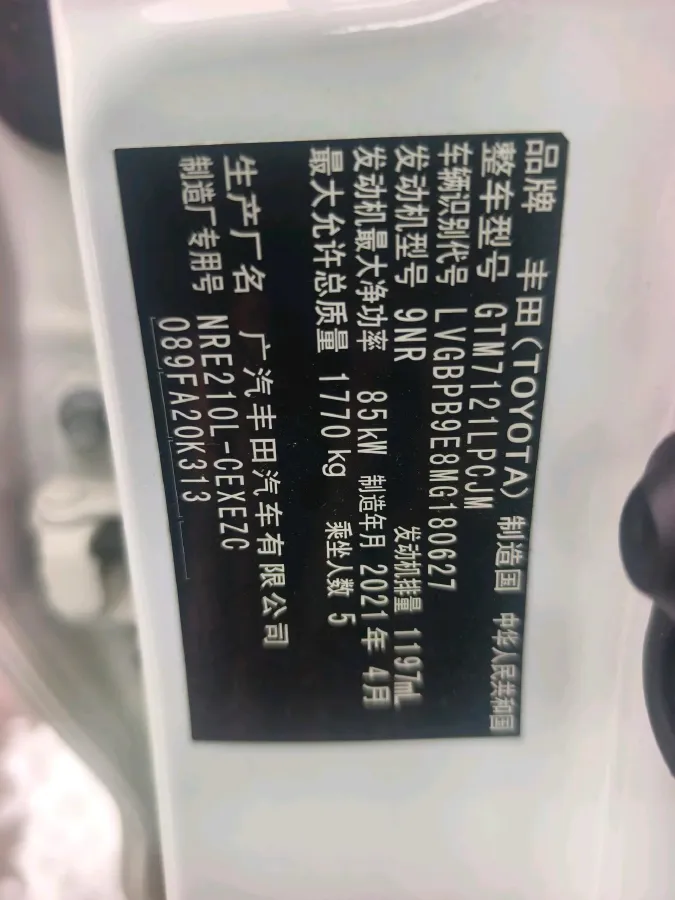 品牌 丰田(TOYOTA) 制造国 中华人民共和国
整车型号 GTM7121LPCJM
车辆识别代号 LVGBPB9E8MG180627
发动机型号 9NR 发动机排量 1197mL
发动机最大净功率 85kW 制造年月 2021年 4月
最大允许总质量 1770 kg 乘坐人数 5
生产厂名 广汽丰田汽车有限公司
制造厂专用号 NRE210L-CEXEZC
089FA20K313